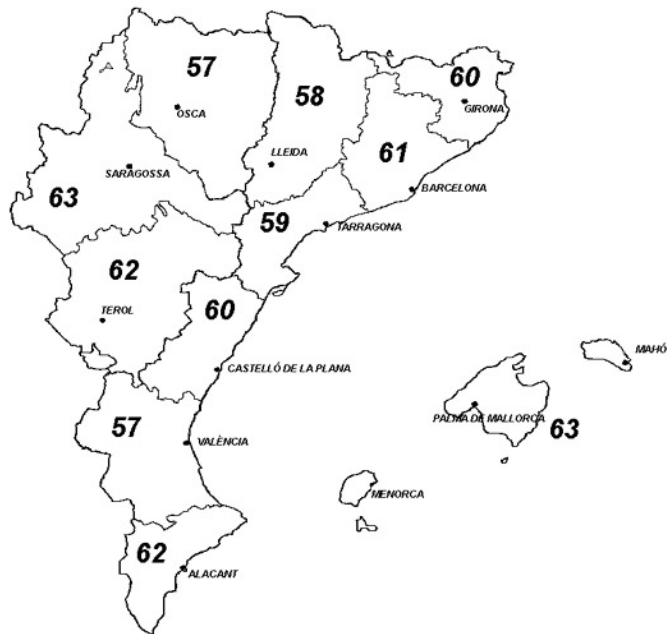 57
60
58
OSCA
GIRONA
61
LLEIDA
SARAGOSSA
63
BARCELONA
59
TARRAGONA
62
60
TEROL
MAHÓ
CASTELLÓ DE LA PLANA
57
PALMA DE MALLORCA
63
VALÈNCIA
MENORCA
62
ALACANT